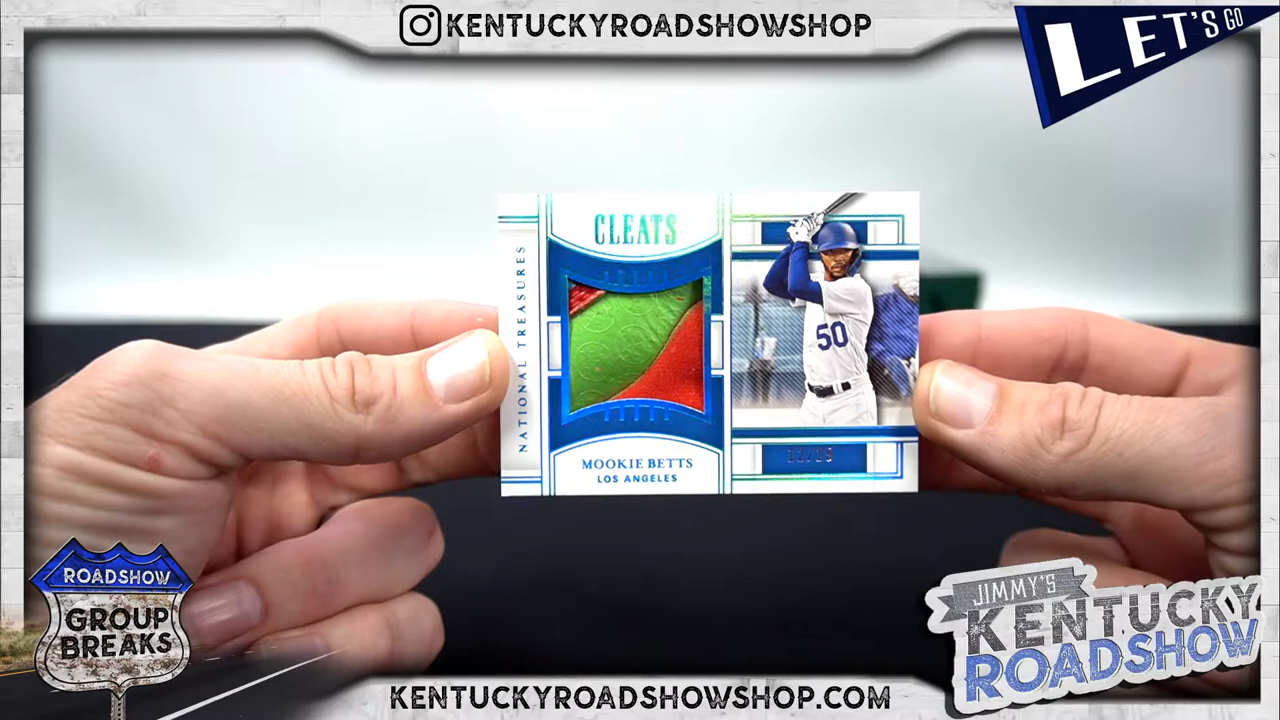 KENTUCKYROADSHOWSHOP
LET'S GO
CLEATS
NATIONAL TREASURES
50
MOOKIE BETTS
LOS ANGELES
ROADSHOW
GROUP
BREAKS
JIMMY'S
KENTUCKY
ROADSHOW
KENTUCKYROADSHOWSHOP.COM